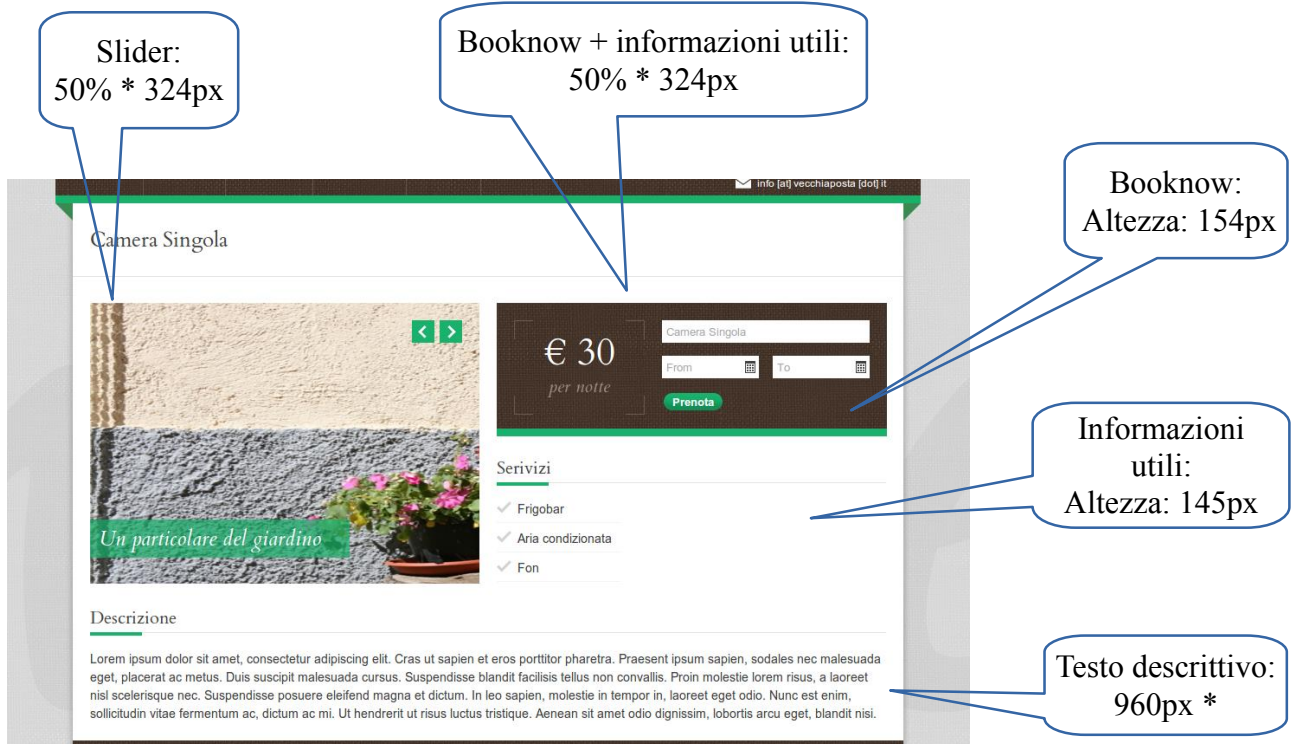 Slider:
50% * 324px
Booknow + informazioni utili:
50% * 324px
Booknow:
Altezza: 154px
info [at] vecchiaposta [dot] it
Camera Singola
€ 30
per notte
Camera Singola
From
To
Prenota
Informazioni
utili:
Altezza: 145px
Serivizi
Frigobar
Aria condizionata
Fon
Un particolare del giardino
Descrizione
Lorem ipsum dolor sit amet, consectetur adipiscing elit. Cras ut sapien et eros porttitor pharetra. Praesent ipsum sapien, sodales nec malesuada
eget, placerat ac metus. Duis suscipit malesuada cursus. Suspendisse blandit facilisis tellus non convallis. Proin molestie lorem risus, a laoreet
nisl scelerisque nec. Suspendisse posuere eleifend magna et dictum. In leo sapien, molestie in tempor in, laoreet eget odio. Nunc est enim,
sollicitudin vitae fermentum ac, dictum ac mi. Ut hendrerit ut risus luctus tristique. Aenean sit amet odio dignissim, lobortis arcu eget, blandit nisi.
Testo descrittivo:
960px *